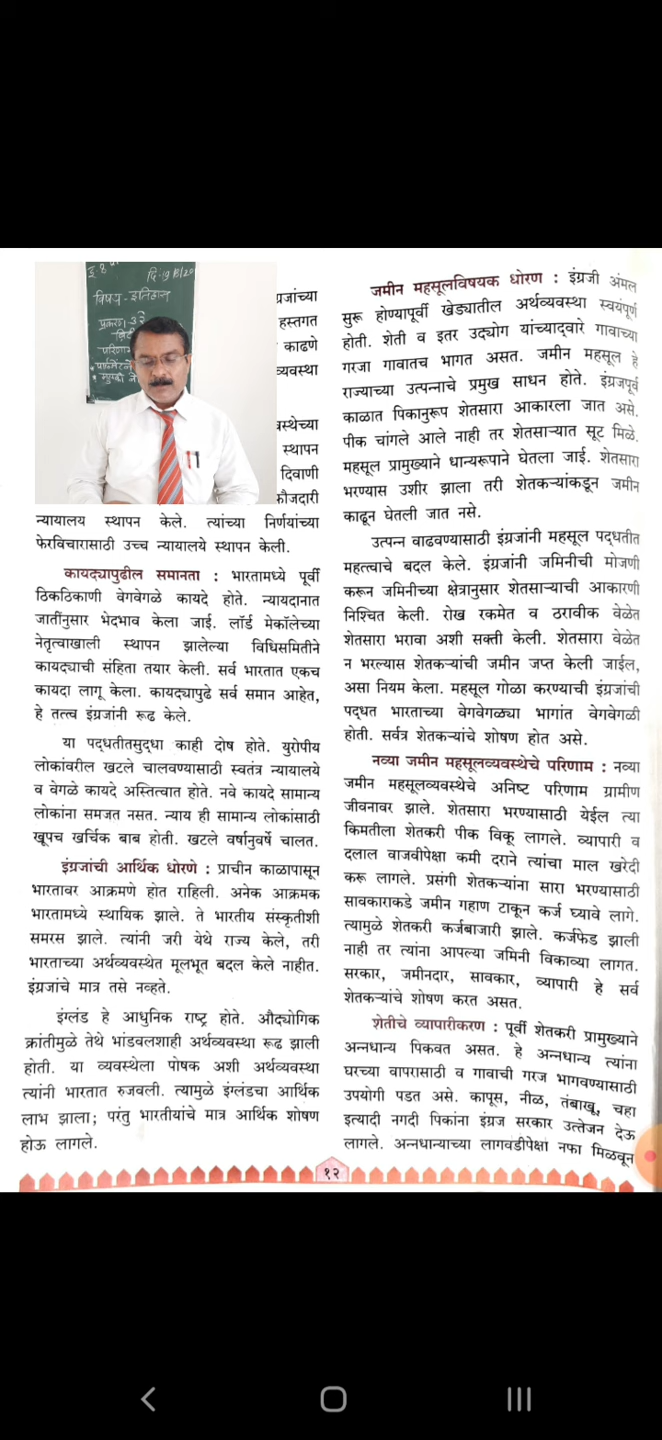 इ. ८ वी
विषय - इतिहास
ग्रजांच्या
हस्तगत
काढणे
व्यवस्था
वस्थेच्या
स्थापन
दिवाणी
फौजदारी
न्यायालय स्थापन केले. त्यांच्या निर्णयांच्या
फेरविचारासाठी उच्च न्यायालये स्थापन केली.
कायद्यापुढील समानता : भारतामध्ये पूर्वी
ठिकठिकाणी वेगवेगळे कायदे होते. न्यायदानात
जातींनुसार भेदभाव केला जाई. लॉर्ड मेकॉलेच्या
नेतृत्वाखाली स्थापन झालेल्या विधिसमितीने
कायद्याची संहिता तयार केली. सर्व भारतात एकच
कायदा लागू केला. कायद्यापुढे सर्व समान आहेत,
हे तत्त्व इंग्रजांनी रूढ केले.
या पद्धतीतसुद्धा काही दोष होते. युरोपीय
लोकांवरील खटले चालवण्यासाठी स्वतंत्र न्यायालये
व वेगळे कायदे अस्तित्वात होते. नवे कायदे सामान्य
लोकांना समजत नसत. न्याय ही सामान्य लोकांसाठी
खूपच खर्चिक बाब होती. खटले वर्षानुवर्षे चालत.
इंग्रजांची आर्थिक धोरणे : प्राचीन काळापासून
भारतावर आक्रमणे होत राहिली. अनेक आक्रमक
भारतामध्ये स्थायिक झाले. ते भारतीय संस्कृतीशी
समरस झाले. त्यांनी जरी येथे राज्य केले, तरी
भारताच्या अर्थव्यवस्थेत मूलभूत बदल केले नाहीत.
इंग्रजांचे मात्र तसे नव्हते.
इंग्लंड हे आधुनिक राष्ट्र होते. औद्योगिक
क्रांतीमुळे तेथे भांडवलशाही अर्थव्यवस्था रूढ झाली
होती. या व्यवस्थेला पोषक अशी अर्थव्यवस्था
त्यांनी भारतात रुजवली. त्यामुळे इंग्लंडचा आर्थिक
लाभ झाला; परंतु भारतीयांचे मात्र आर्थिक शोषण
होऊ लागले.
जमीन महसूलविषयक धोरण : इंग्रजी अंमल
सुरू होण्यापूर्वी खेड्यातील अर्थव्यवस्था स्वयंपूर्ण
होती. शेती व इतर उद्योग यांच्याद्वारे गावाच्या
गरजा गावातच भागत असत. जमीन महसूल हे
राज्याच्या उत्पन्नाचे प्रमुख साधन होते. इंग्रजपूर्व
काळात पिकानुरूप शेतसारा आकारला जात असे.
पीक चांगले आले नाही तर शेतसाऱ्यात सूट मिळे.
महसूल प्रामुख्याने धान्यरूपाने घेतला जाई. शेतसारा
भरण्यास उशीर झाला तरी शेतकऱ्यांकडून जमीन
काढून घेतली जात नसे.
उत्पन्न वाढवण्यासाठी इंग्रजांनी महसूल पद्धतीत
महत्त्वाचे बदल केले. इंग्रजांनी जमिनीची मोजणी
करून जमिनीच्या क्षेत्रानुसार शेतसाऱ्याची आकारणी
निश्चित केली. रोख रकमेत व ठरावीक वेळेत
शेतसारा भरावा अशी सक्ती केली. शेतसारा वेळेत
न भरल्यास शेतकऱ्यांची जमीन जप्त केली जाईल,
असा नियम केला. महसूल गोळा करण्याची इंग्रजांची
पद्धत भारताच्या वेगवेगळ्या भागांत वेगवेगळी
होती. सर्वत्र शेतकऱ्यांचे शोषण होत असे.
नव्या जमीन महसूलव्यवस्थेचे परिणाम : नव्या
जमीन महसूलव्यवस्थेचे अनिष्ट परिणाम ग्रामीण
जीवनावर झाले. शेतसारा भरण्यासाठी येईल त्या
किमतीला शेतकरी पीक विकू लागले. व्यापारी व
दलाल वाजवीपेक्षा कमी दराने त्यांचा माल खरेदी
करू लागले. प्रसंगी शेतकऱ्यांना सारा भरण्यासाठी
सावकाराकडे जमीन गहाण टाकून कर्ज घ्यावे लागे.
त्यामुळे शेतकरी कर्जबाजारी झाले. कर्जफेड झाली
नाही तर त्यांना आपल्या जमिनी विकाव्या लागत.
सरकार, जमीनदार, सावकार, व्यापारी हे सर्व
शेतकऱ्यांचे शोषण करत असत.
शेतीचे व्यापारीकरण : पूर्वी शेतकरी प्रामुख्याने
अन्नधान्य पिकवत असत. हे अन्नधान्य त्यांना
घरच्या वापरासाठी व गावाची गरज भागवण्यासाठी
उपयोगी पडत असे. कापूस, नीळ, तंबाखू, चहा
इत्यादी नगदी पिकांना इंग्रज सरकार उत्तेजन देऊ
लागले. अन्नधान्याच्या लागवडीपेक्षा नफा मिळवून
१२